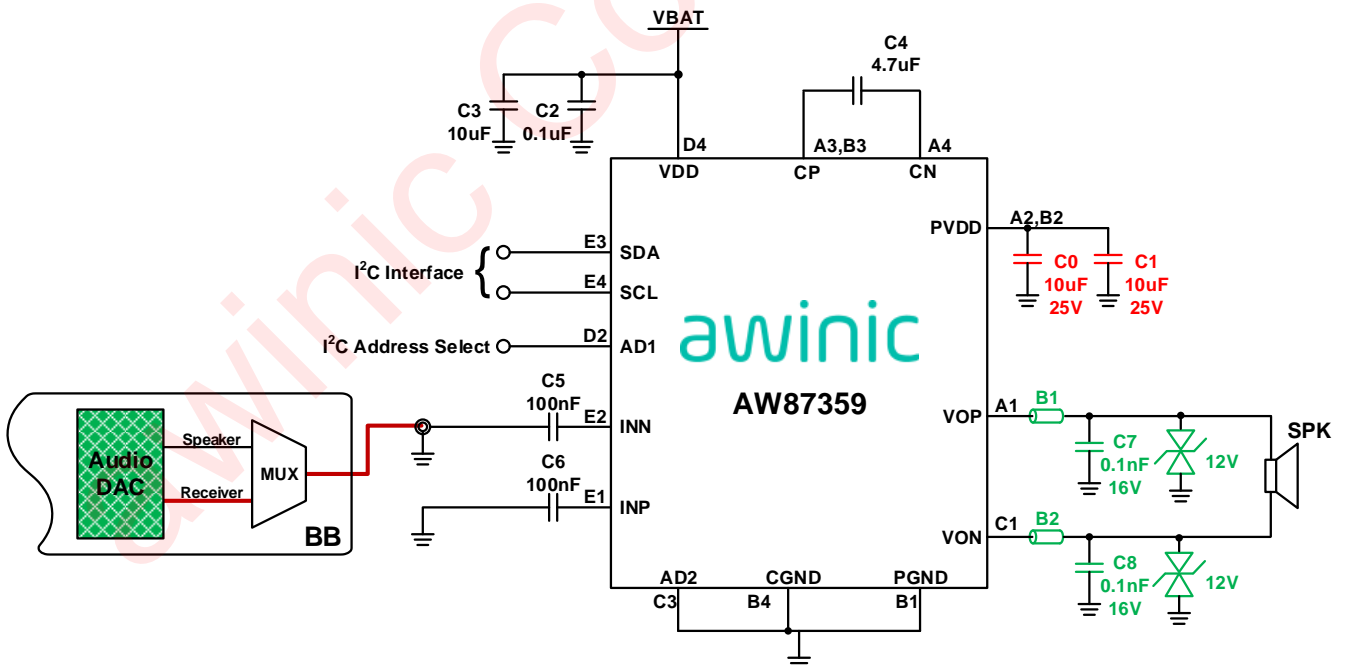 VBAT
C4
4.7uF
C3
10uF
C2
0.1uF
D4
A3,B3
A4
VDD
CP
CN
PVDD
A2,B2
C0
10uF
25V
C1
10uF
25V
I²C Interface
E3
SDA
E4
SCL
I²C Address Select
D2
AD1
awinic
AW87359
C5
100nF
E2
INN
C6
100nF
E1
INP
Audio
DAC
Speaker
Receiver
MUX
BB
VOP
A1
B1
C7
0.1nF
16V
12V
SPK
VON
C1
B2
C8
0.1nF
16V
12V
AD2
CGND
PGND
C3
B4
B1
awinic Co